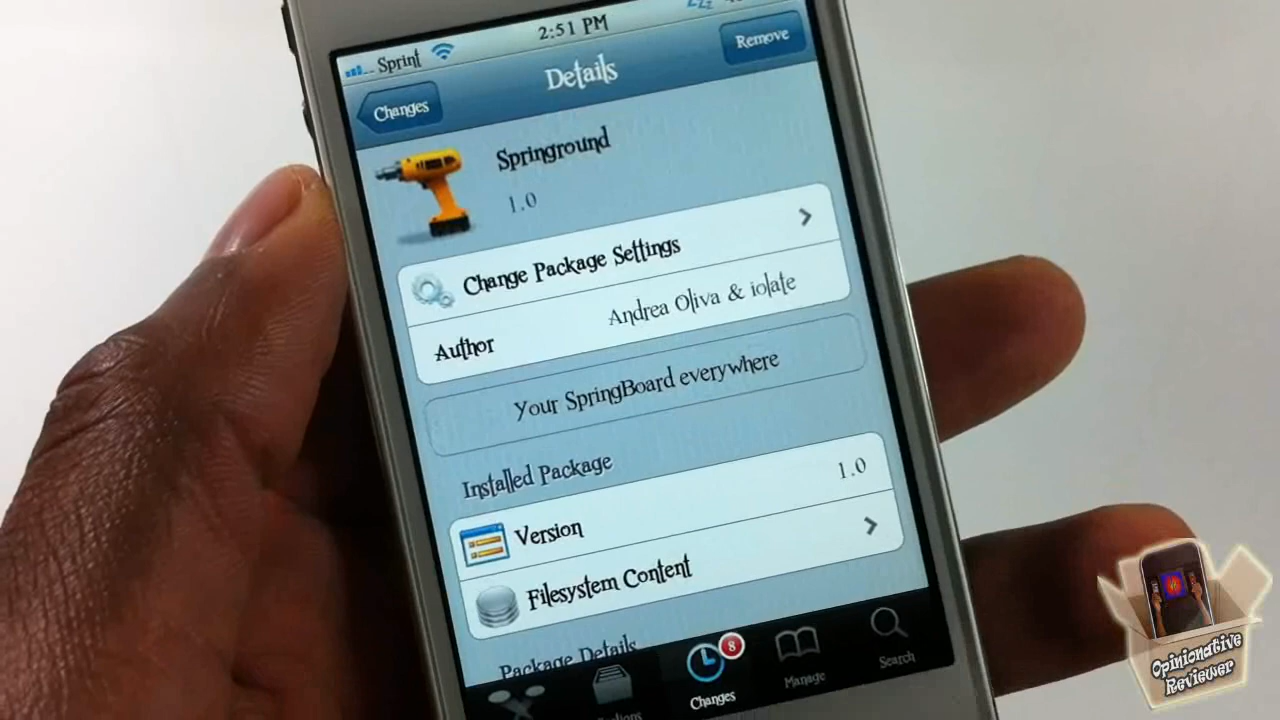 Sprint 2:51 PM
Changes Details Remove
Springround
1.0
Change Package Settings
Author Andrea Oliva & iolate
Your SpringBoard everywhere
Installed Package
Version 1.0
Filesystem Content
Package Details
8
Changes Manage Search
Opinionative
Reviewer